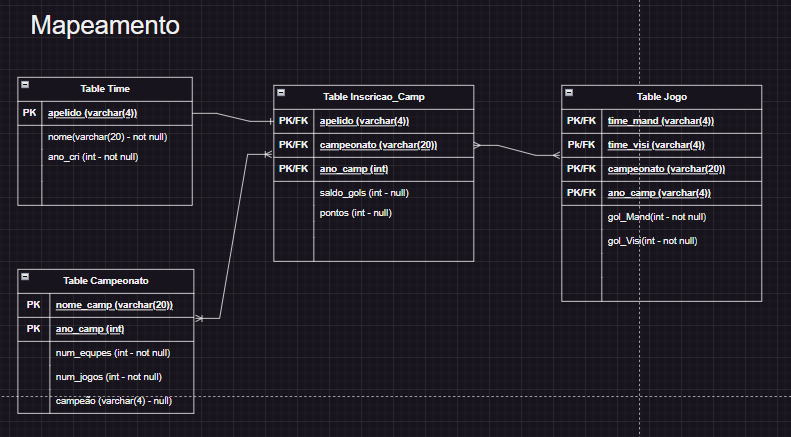 Mapeamento
Table Time
PK apelido (varchar(4))
nome(varchar(20) - not null)
ano_cri (int - not null)
Table Inscricao_Camp
PK/FK apelido (varchar(4))
PK/FK campeonato (varchar(20))
PK/FK ano_camp (int)
saldo_gols (int - null)
pontos (int - null)
Table Jogo
PK/FK time_mand (varchar(4))
Pk/FK time_visi (varchar(4))
PK/FK campeonato (varchar(20))
PK/FK ano_camp (varchar(4))
gol_Mand(int - not null)
gol_Visi(int - not null)
Table Campeonato
PK nome_camp (varchar(20))
PK ano_camp (int)
num_equpes (int - not null)
num_jogos (int - not null)
campeão (varchar(4) - null)